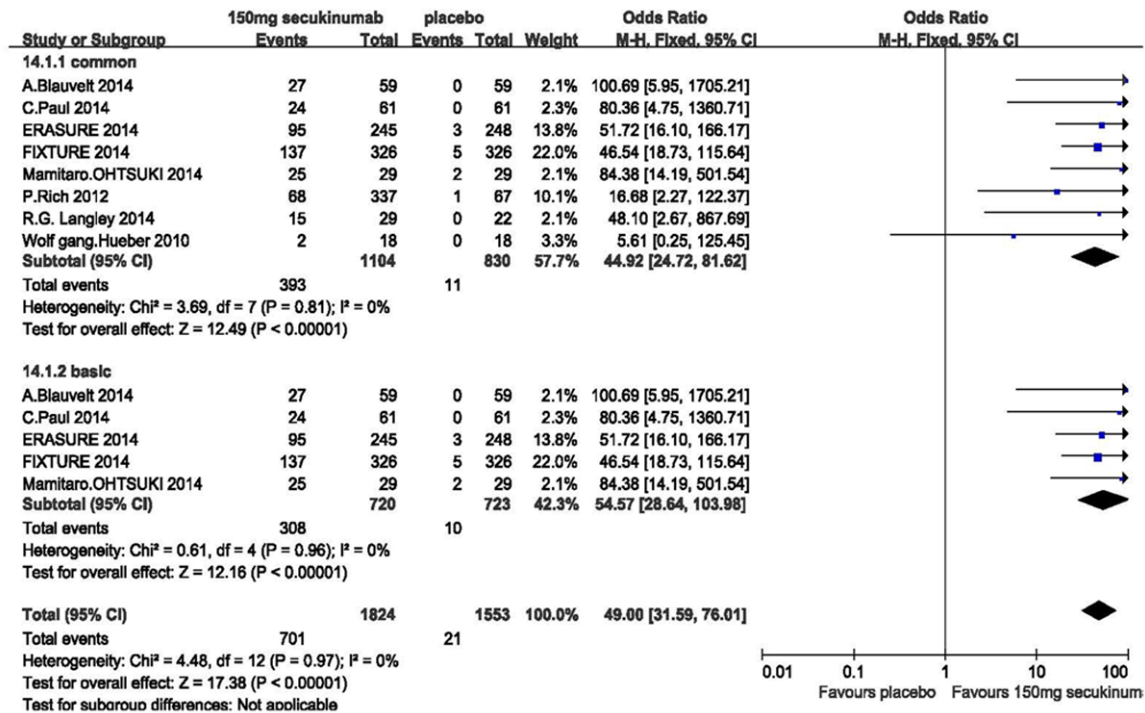 150mg secukinumab placebo Odds Ratio Odds Ratio
Study or Subgroup Events Total Events Total Weight M-H, Fixed, 95% CI M-H, Fixed, 95% CI
14.1.1 common
A.Blauvelt 2014 27 59 0 59 2.1% 100.69 [5.95, 1705.21]
C.Paul 2014 24 61 0 61 2.3% 80.36 [4.75, 1360.71]
ERASURE 2014 95 245 3 248 13.8% 51.72 [16.10, 166.17]
FIXTURE 2014 137 326 5 326 22.0% 46.54 [18.73, 115.64]
Mamitaro.OHTSUKI 2014 25 29 2 29 2.1% 84.38 [14.19, 501.54]
P.Rich 2012 68 337 1 67 10.1% 16.68 [2.27, 122.37]
R.G. Langley 2014 15 29 0 22 2.1% 48.10 [2.67, 867.69]
Wolf gang.Hueber 2010 2 18 0 18 3.3% 5.61 [0.25, 125.45]
Subtotal (95% CI) 1104 830 57.7% 44.92 [24.72, 81.62]
Total events 393 11
Heterogeneity: Chi² = 3.69, df = 7 (P = 0.81); I² = 0%
Test for overall effect: Z = 12.49 (P < 0.00001)
14.1.2 basic
A.Blauvelt 2014 27 59 0 59 2.1% 100.69 [5.95, 1705.21]
C.Paul 2014 24 61 0 61 2.3% 80.36 [4.75, 1360.71]
ERASURE 2014 95 245 3 248 13.8% 51.72 [16.10, 166.17]
FIXTURE 2014 137 326 5 326 22.0% 46.54 [18.73, 115.64]
Mamitaro.OHTSUKI 2014 25 29 2 29 2.1% 84.38 [14.19, 501.54]
Subtotal (95% CI) 720 723 42.3% 54.57 [28.64, 103.98]
Total events 308 10
Heterogeneity: Chi² = 0.61, df = 4 (P = 0.96); I² = 0%
Test for overall effect: Z = 12.16 (P < 0.00001)
Total (95% CI) 1824 1553 100.0% 49.00 [31.59, 76.01]
Total events 701 21
Heterogeneity: Chi² = 4.48, df = 12 (P = 0.97); I² = 0%
Test for overall effect: Z = 17.38 (P < 0.00001)
Test for subgroup differences: Not applicable
0.01 0.1 1 10 100
Favours placebo Favours 150mg secukinum